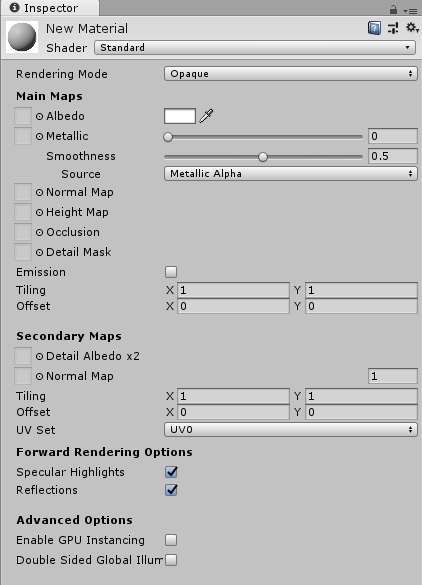 Inspector
New Material
Shader Standard
Rendering Mode Opaque
Main Maps
Albedo
Metallic 0
Smoothness 0.5
Source Metallic Alpha
Normal Map
Height Map
Occlusion
Detail Mask
Emission
Tiling X 1 Y 1
Offset X 0 Y 0
Secondary Maps
Detail Albedo x2
Normal Map 1
Tiling X 1 Y 1
Offset X 0 Y 0
UV Set UV0
Forward Rendering Options
Specular Highlights
Reflections
Advanced Options
Enable GPU Instancing
Double Sided Global Illum